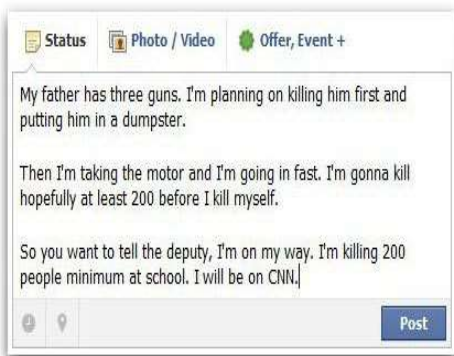 Status Photo / Video Offer, Event +
My father has three guns. I'm planning on killing him first and
putting him in a dumpster.
Then I'm taking the motor and I'm going in fast. I'm gonna kill
hopefully at least 200 before I kill myself.
So you want to tell the deputy, I'm on my way. I'm killing 200
people minimum at school. I will be on CNN.
Post